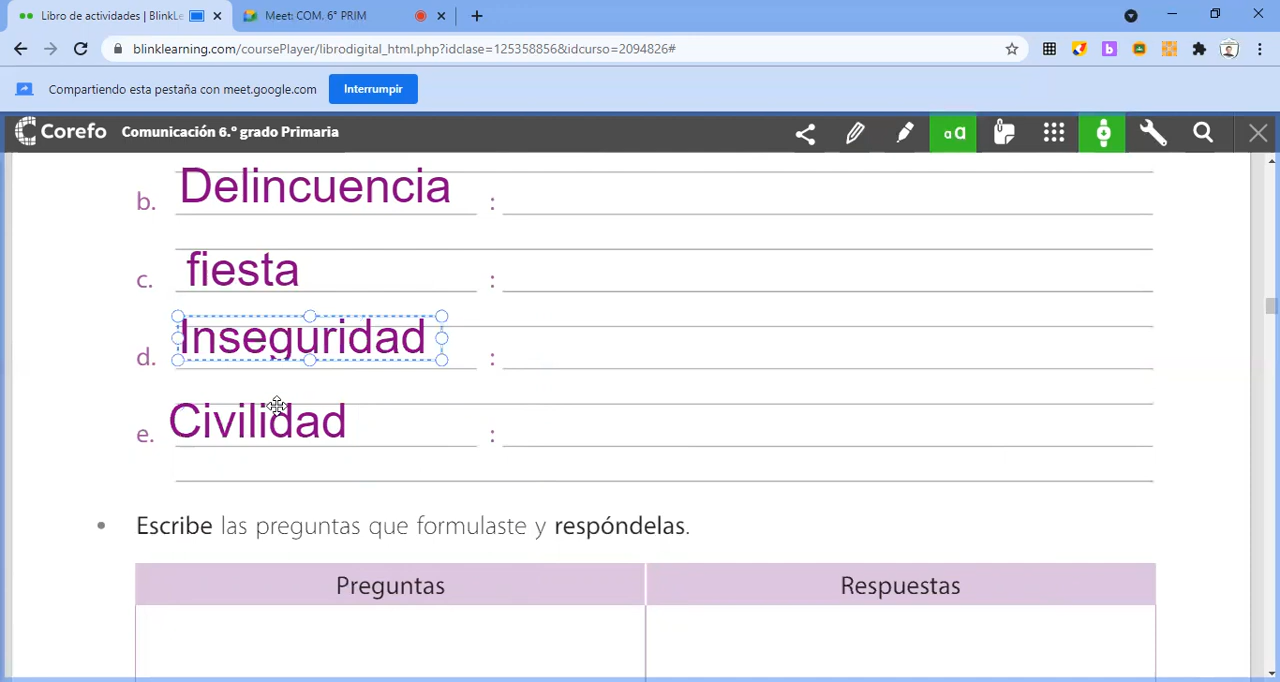 Libro de actividades | BlinkLe
Meet: COM. 6° PRIM
blinklearning.com/coursePlayer/librodigital_html.php?idclase=125358856&idcurso=2094826#
Compartiendo esta pestaña con meet.google.com
Interrumpir
Corefo
Comunicación 6.º grado Primaria
aa
b. Delincuencia :
c. fiesta :
d. Inseguridad :
e. Civilidad :
• Escribe las preguntas que formulaste y respóndelas.
Preguntas Respuestas